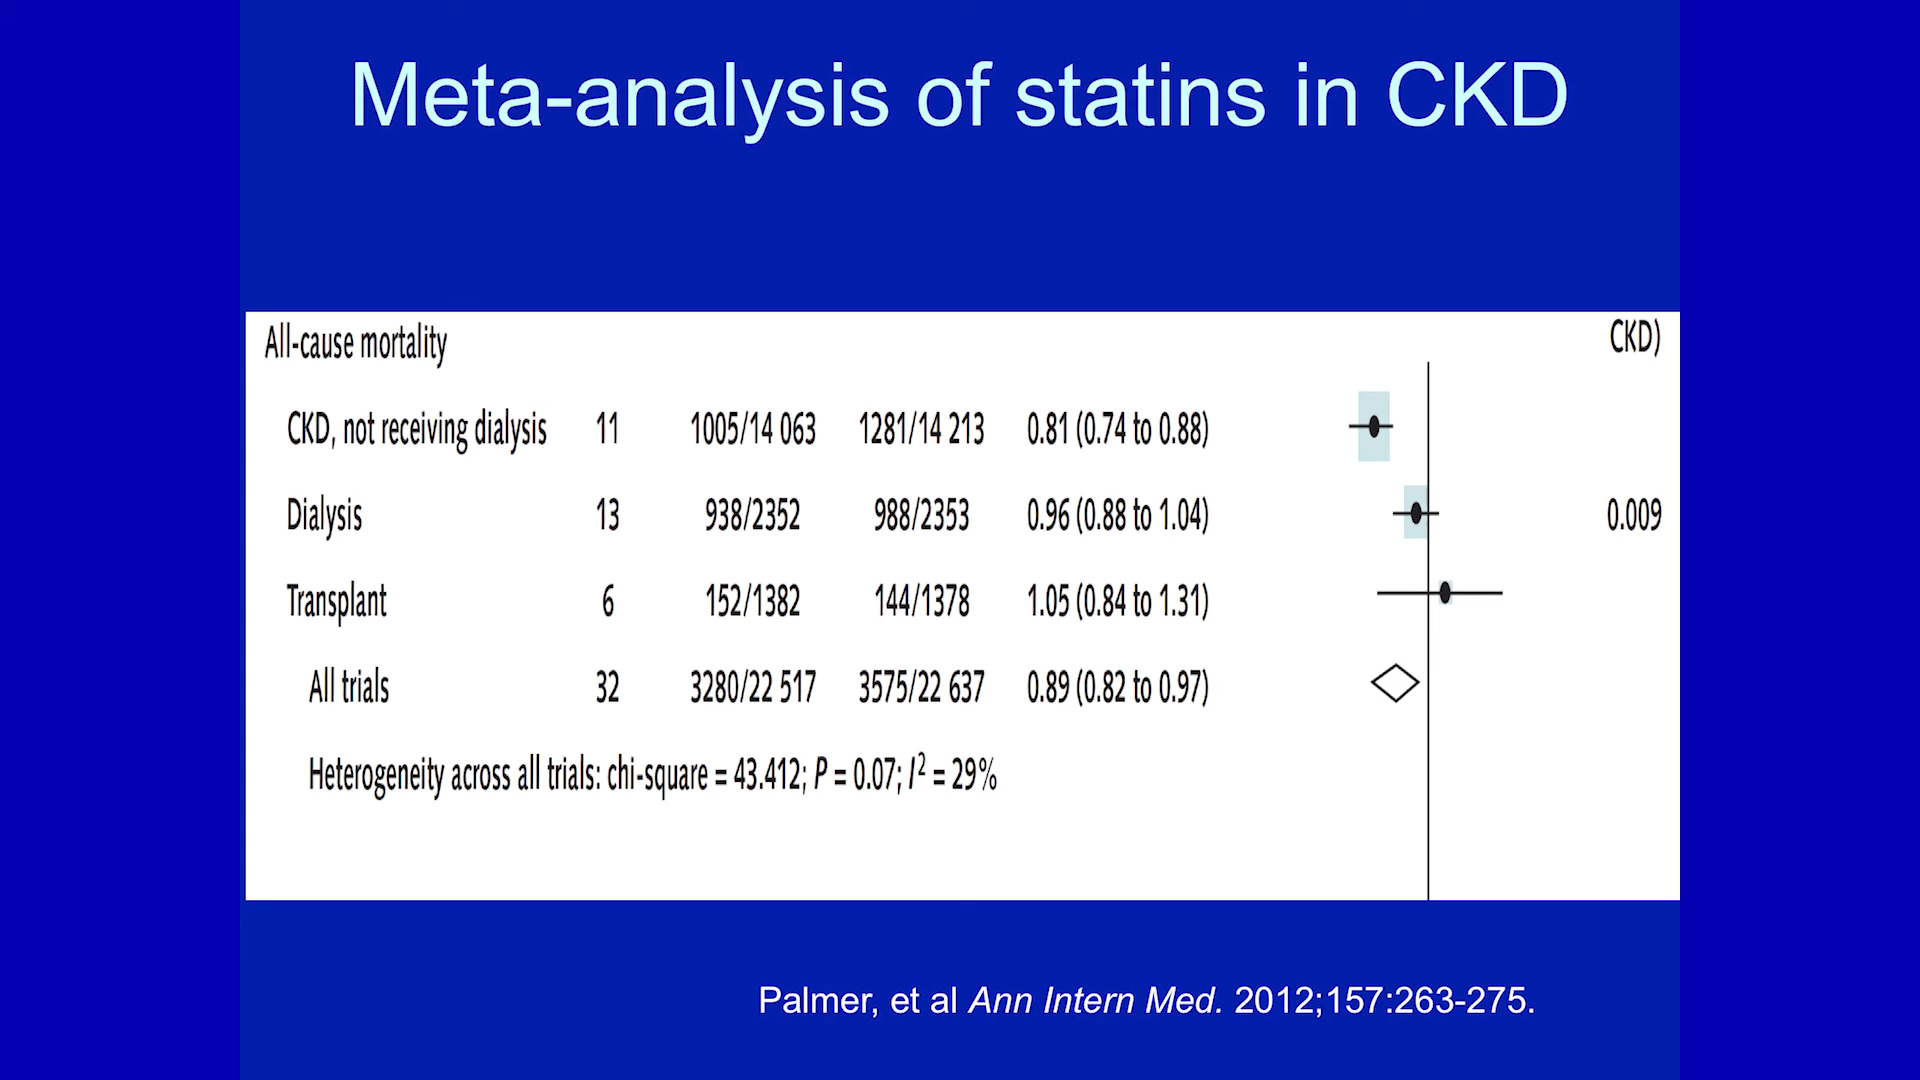 Meta-analysis of statins in CKD
All-cause mortality CKD)
CKD, not receiving dialysis 11 1005/14 063 1281/14 213 0.81 (0.74 to 0.88)
Dialysis 13 938/2352 988/2353 0.96 (0.88 to 1.04) 0.009
Transplant 6 152/1382 144/1378 1.05 (0.84 to 1.31)
All trials 32 3280/22 517 3575/22 637 0.89 (0.82 to 0.97)
Heterogeneity across all trials: chi-square = 43.412; P = 0.07; I² = 29%
Palmer, et al Ann Intern Med. 2012;157:263-275.